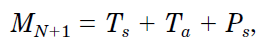 M_{N+1} = T_s + T_a + P_s,